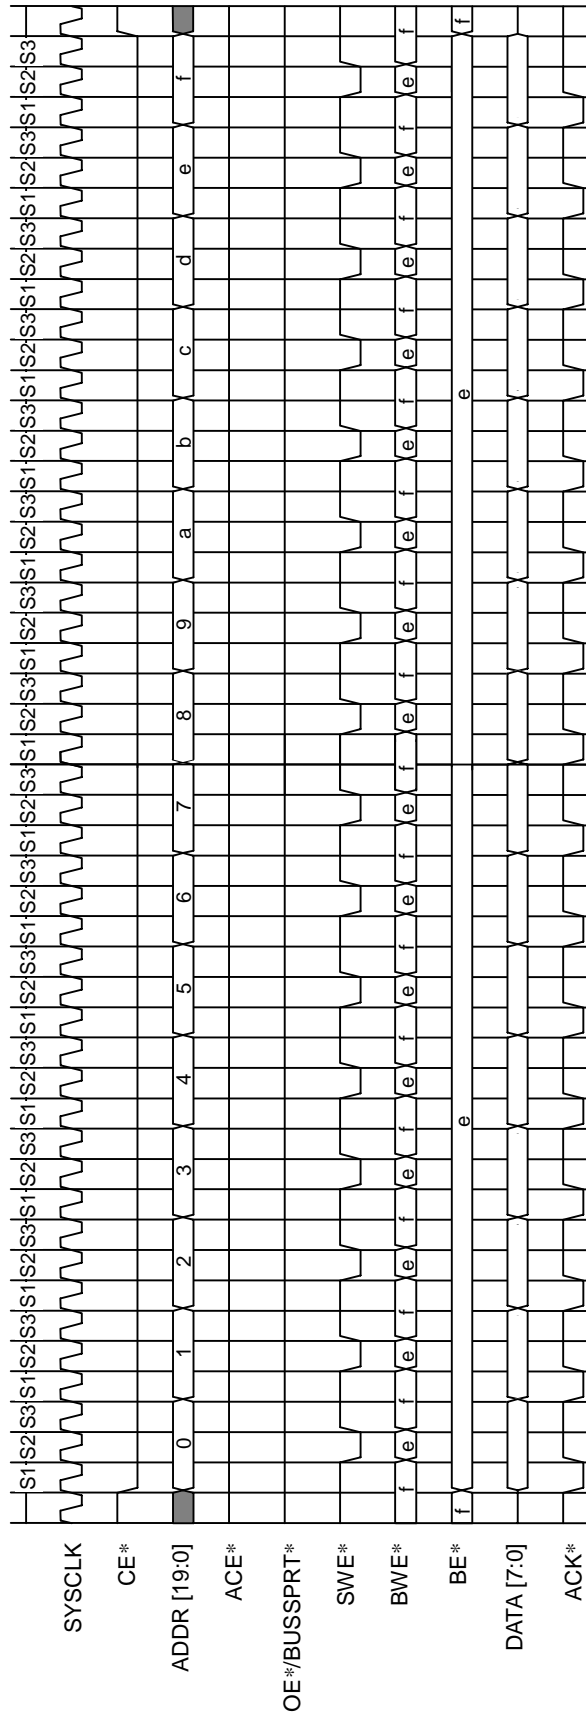 S1 S2 S3 S1 S2 S3 S1 S2 S3 S1 S2 S3 S1 S2 S3 S1 S2 S3 S1 S2 S3 S1 S2 S3 S1 S2 S3 S1 S2 S3 S1 S2 S3 S1 S2 S3 S1 S2 S3 S1 S2 S3 S1 S2 S3 S1 S2 S3
SYSCLK
CE*
ADDR [19:0] 0 1 2 3 4 5 6 7 8 9 a b c d e f
ACE*
OE*/BUSSPRT*
SWE*
BWE* f e f e f e f e f e f e f e f e f e f e f e f e f e f e f e f e f
BE* f e e f
DATA [7:0]
ACK*